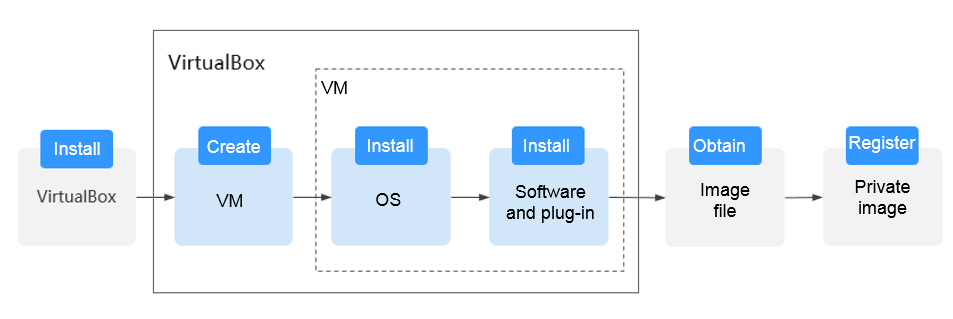 VirtualBox
VM
Install
VirtualBox
Create
VM
Install
OS
Install
Software
and plug-in
Obtain
Image
file
Register
Private
image